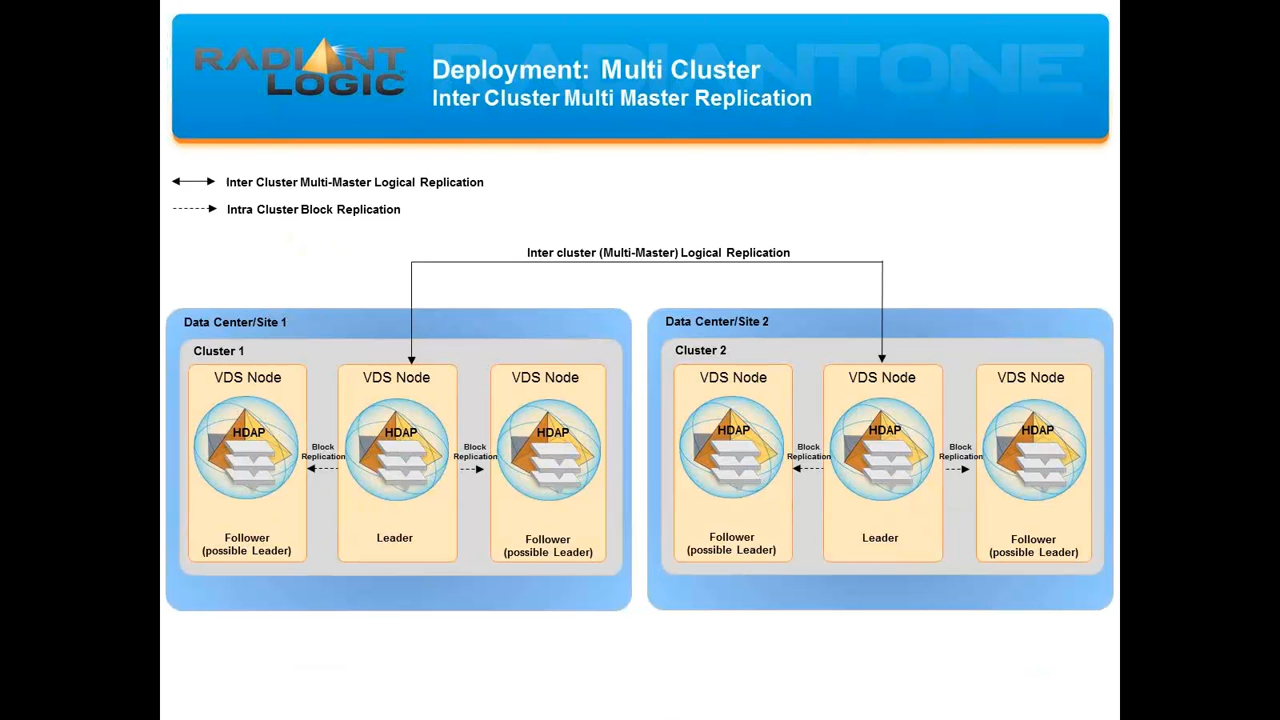 RADIANT
LOGIC
RADIANTONE
Deployment: Multi Cluster
Inter Cluster Multi Master Replication
Inter Cluster Multi-Master Logical Replication
Intra Cluster Block Replication
Inter cluster (Multi-Master) Logical Replication
Data Center/Site 1
Cluster 1
VDS Node
HDAP
Follower
(possible Leader)
Block
Replication
VDS Node
HDAP
Leader
Block
Replication
VDS Node
HDAP
Follower
(possible Leader)
Data Center/Site 2
Cluster 2
VDS Node
HDAP
Follower
(possible Leader)
Block
Replication
VDS Node
HDAP
Leader
Block
Replication
VDS Node
HDAP
Follower
(possible Leader)